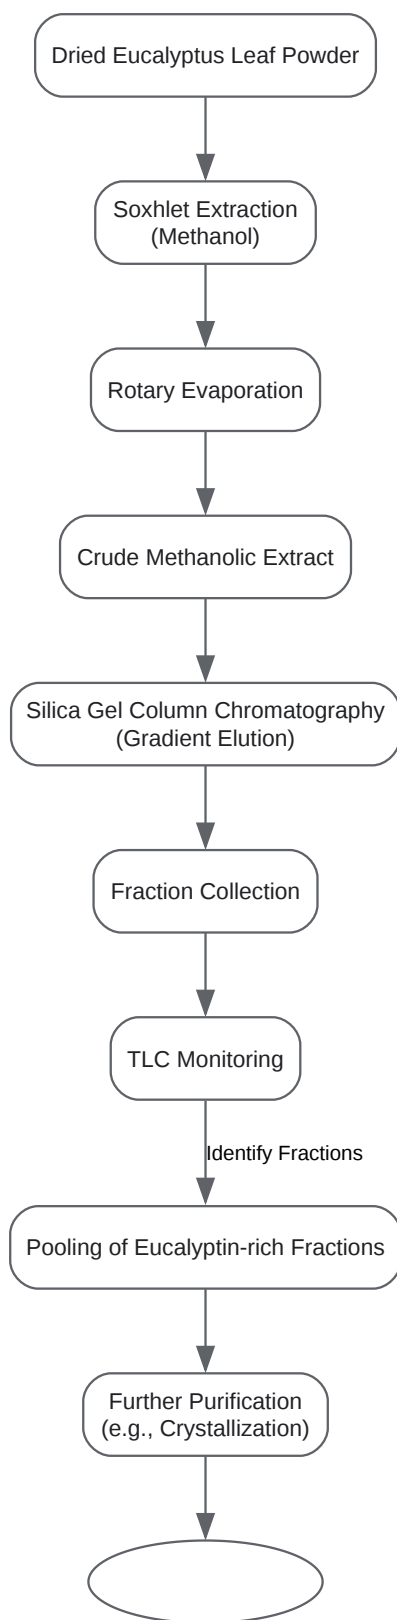 Dried Eucalyptus Leaf Powder
Soxhlet Extraction
(Methanol)
Rotary Evaporation
Crude Methanolic Extract
Silica Gel Column Chromatography
(Gradient Elution)
Fraction Collection
TLC Monitoring
Identify Fractions
Pooling of Eucalyptin-rich Fractions
Further Purification
(e.g., Crystallization)